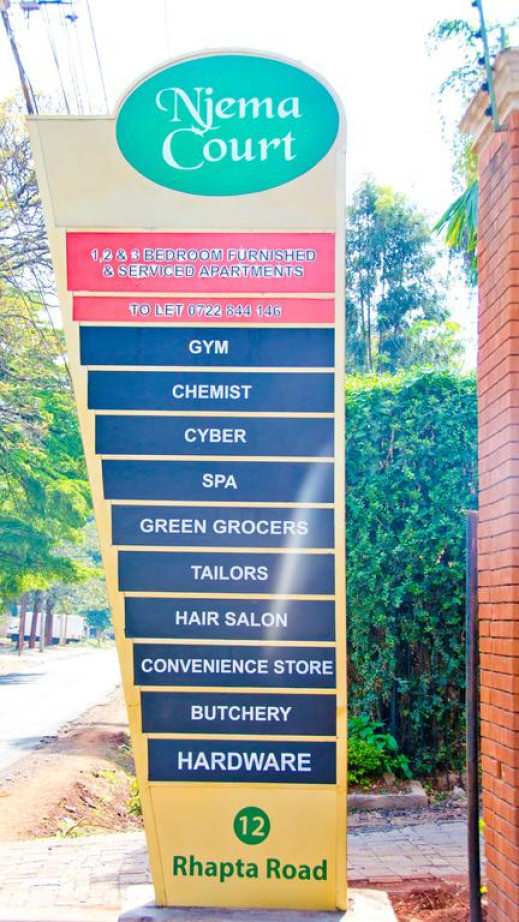 Njema
Court
1,2 & 3 BEDROOM FURNISHED
& SERVICED APARTMENTS
TO LET 0722 844 146
GYM
CHEMIST
CYBER
SPA
GREEN GROCERS
TAILORS
HAIR SALON
CONVENIENCE STORE
BUTCHERY
HARDWARE
12
Rhapta Road